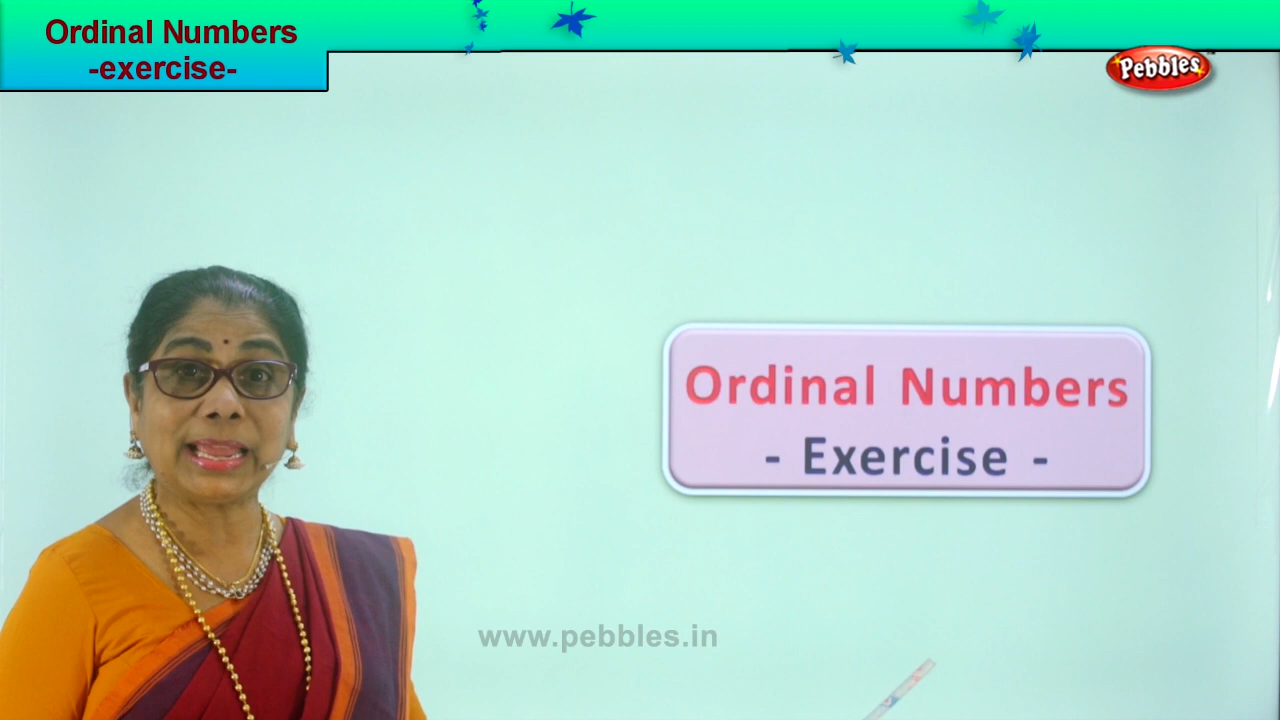 Ordinal Numbers
-exercise-
Pebbles
Ordinal Numbers
- Exercise -
www.pebbles.in